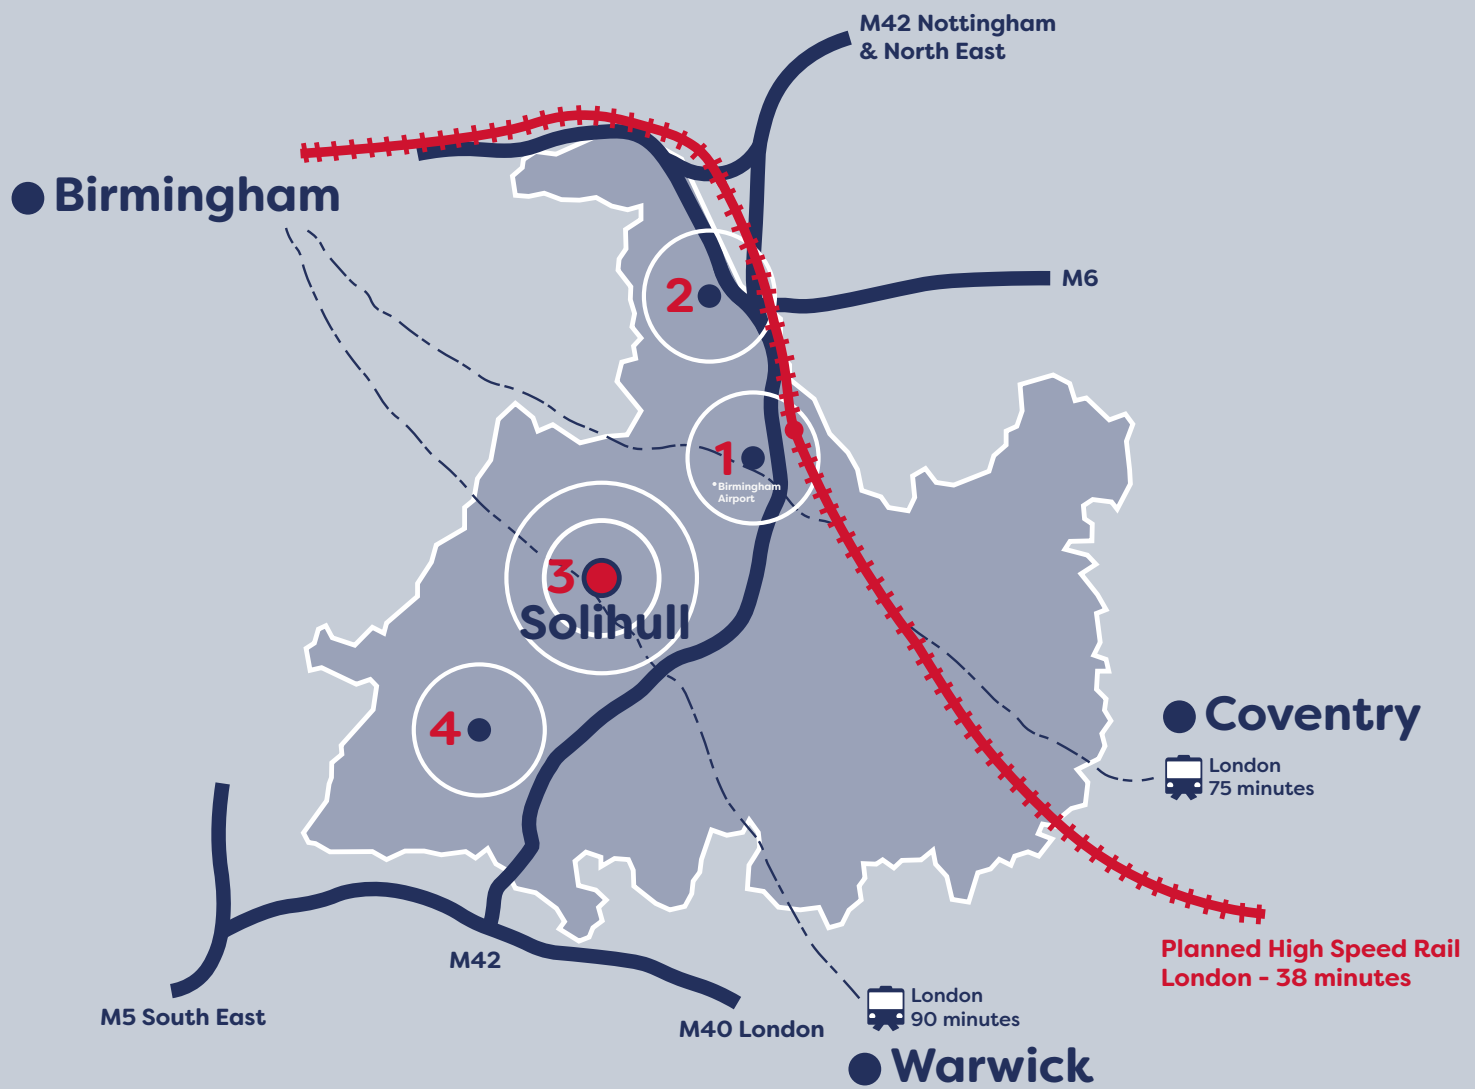 M42 Nottingham
& North East
Birmingham
M6
2
1
*Birmingham
Airport
3
Solihull
4
Coventry
London
75 minutes
Planned High Speed Rail
London - 38 minutes
M42
M5 South East
M40 London
London
90 minutes
Warwick